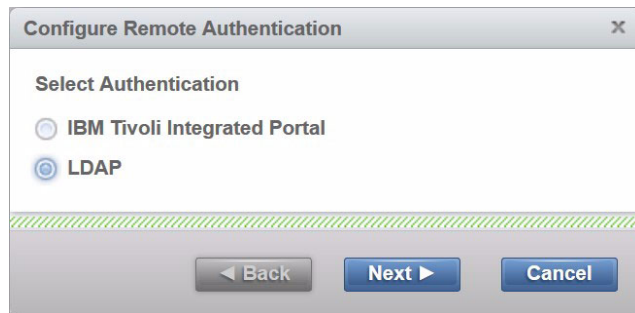 Configure Remote Authentication x
Select Authentication
IBM Tivoli Integrated Portal
LDAP
◄ Back Next ► Cancel